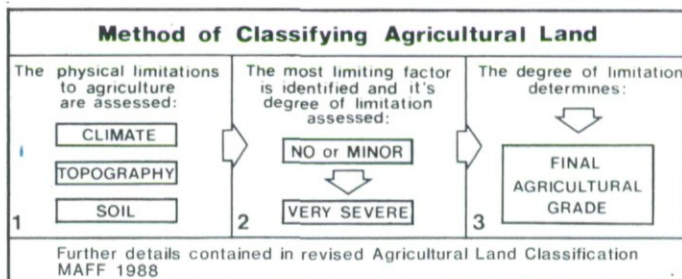 Method of Classifying Agricultural Land
The physical limitations
to agriculture
are assessed:
CLIMATE
TOPOGRAPHY
SOIL
1
The most limiting factor
is identified and it's
degree of limitation
assessed:
NO or MINOR
VERY SEVERE
2
The degree of limitation
determines:
FINAL
AGRICULTURAL
GRADE
3
Further details contained in revised Agricultural Land Classification
MAFF 1988